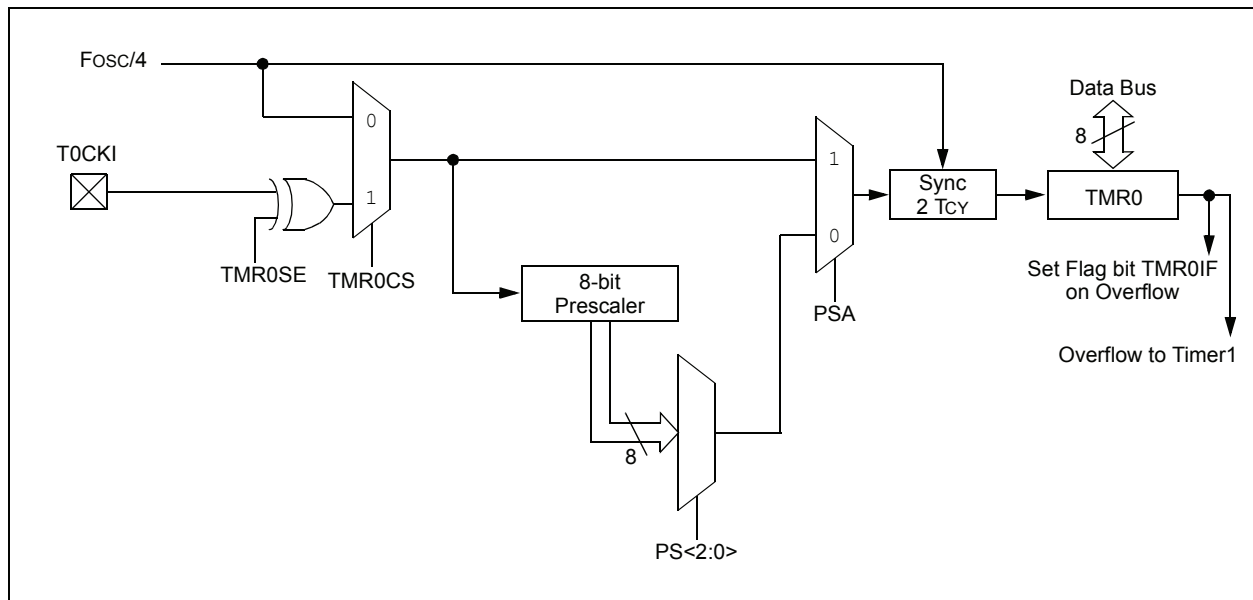 FOSC/4
T0CKI
TMR0SE
TMR0CS
0
1
8-bit
Prescaler
8
PS<2:0>
1
0
PSA
Sync
2 TCY
Data Bus
8
TMR0
Set Flag bit TMR0IF
on Overflow
Overflow to Timer1